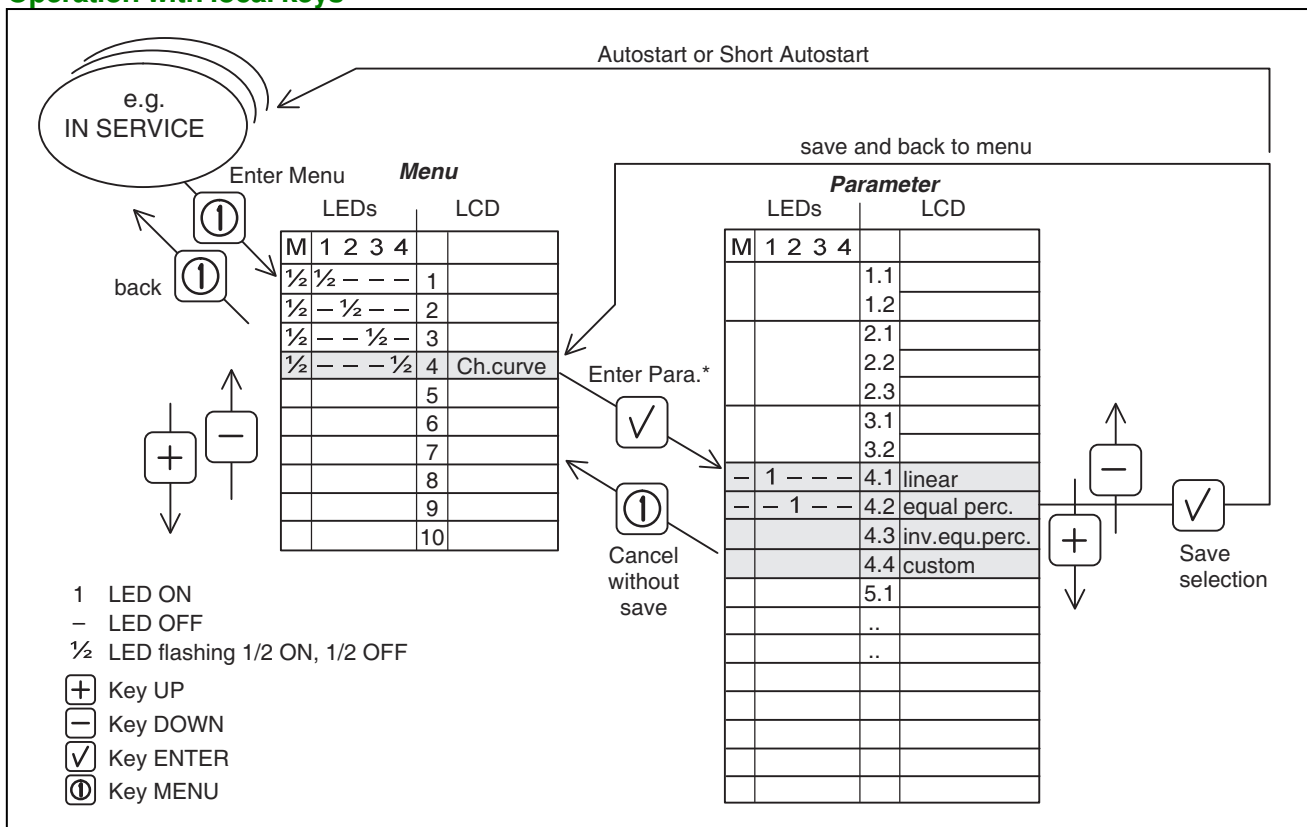 Operation with local keys
Autostart or Short Autostart
e.g.
IN SERVICE
save and back to menu
Enter Menu
Menu
Parameter
LEDs LCD
LEDs LCD
M 1 2 3 4
½ ½ – – – 1
½ – ½ – – 2
½ – – ½ – 3
½ – – – ½ 4 Ch.curve
5
6
7
8
9
10
back
Enter Para.*
Cancel
without
save
M 1 2 3 4
1.1
1.2
2.1
2.2
2.3
3.1
3.2
– 1 – – – 4.1 linear
– – 1 – – 4.2 equal perc.
4.3 inv.equ.perc.
4.4 custom
5.1
..
..
Save
selection
1 LED ON
– LED OFF
½ LED flashing 1/2 ON, 1/2 OFF
+ Key UP
– Key DOWN
√ Key ENTER
① Key MENU